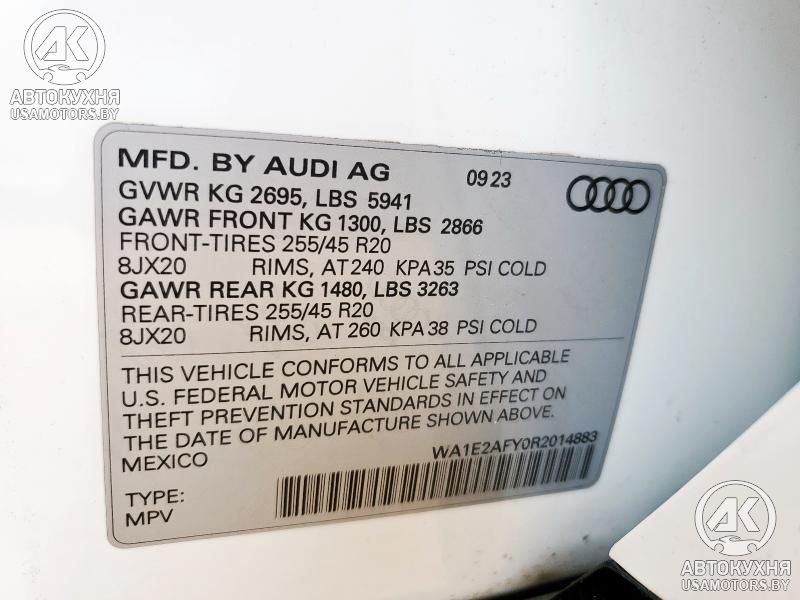 АК
АВТОКУХНЯ
USAMOTORS.BY
MFD. BY AUDI AG 09 23
GVWR KG 2695, LBS 5941
GAWR FRONT KG 1300, LBS 2866
FRONT-TIRES 255/45 R20
8JX20 RIMS, AT 240 KPA 35 PSI COLD
GAWR REAR KG 1480, LBS 3263
REAR-TIRES 255/45 R20
8JX20 RIMS, AT 260 KPA 38 PSI COLD
THIS VEHICLE CONFORMS TO ALL APPLICABLE
U.S. FEDERAL MOTOR VEHICLE SAFETY AND
THEFT PREVENTION STANDARDS IN EFFECT ON
THE DATE OF MANUFACTURE SHOWN ABOVE.
MEXICO WA1E2AFY0R2014883
TYPE:
MPV
АК
АВТОКУХНЯ
USAMOTORS.BY